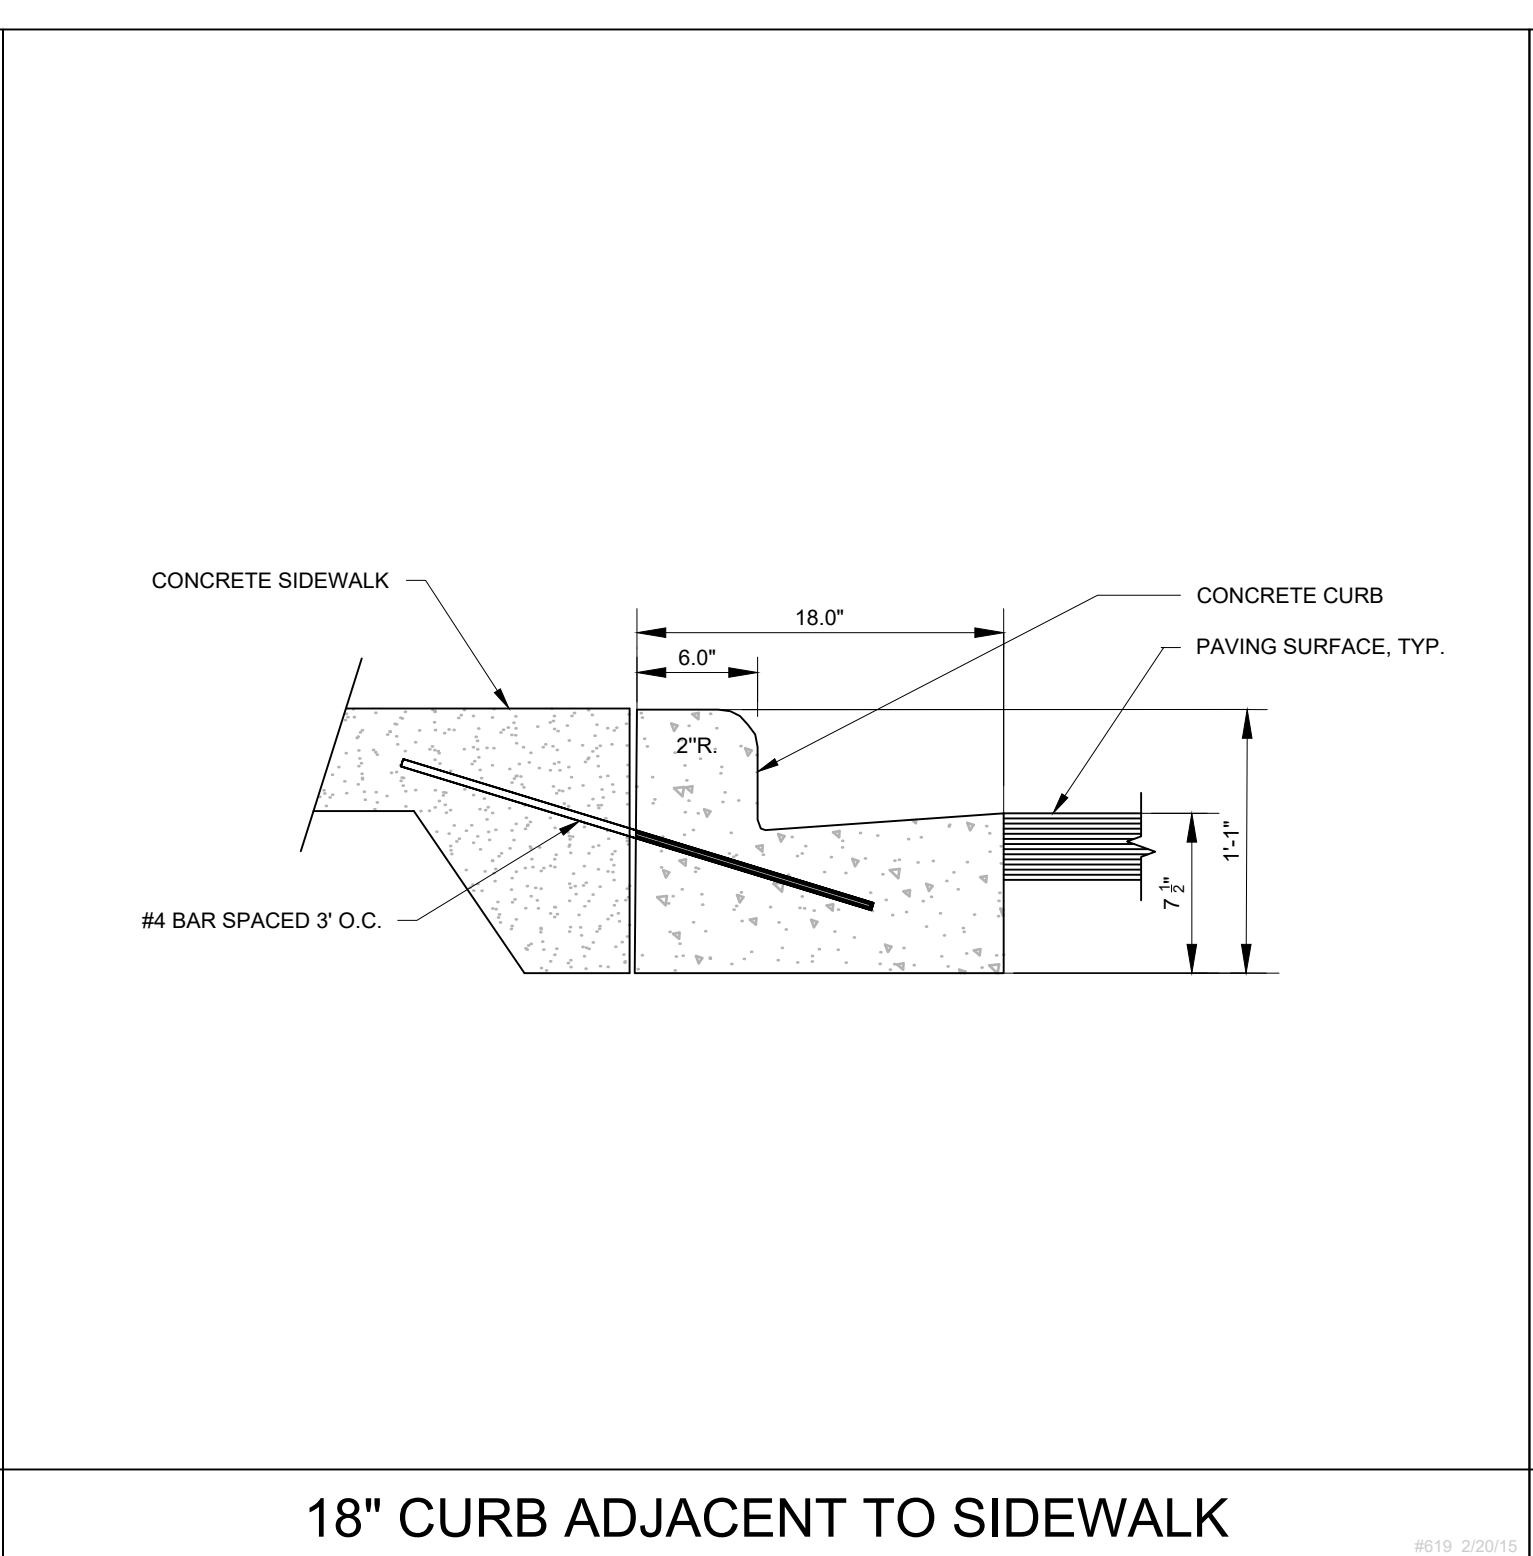 CONCRETE SIDEWALK
CONCRETE CURB
18.0"
PAVING SURFACE, TYP.
6.0"
2"R.
1'-1"
7 1/2"
#4 BAR SPACED 3' O.C.
18" CURB ADJACENT TO SIDEWALK
#619 2/20/15